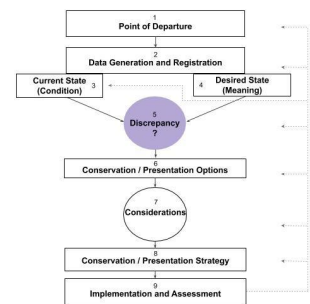 1
Point of Departure
2
Data Generation and Registration
Current State
(Condition)
3
4
Desired State
(Meaning)
5
Discrepancy
?
6
Conservation / Presentation Options
7
Considerations
8
Conservation / Presentation Strategy
9
Implementation and Assessment